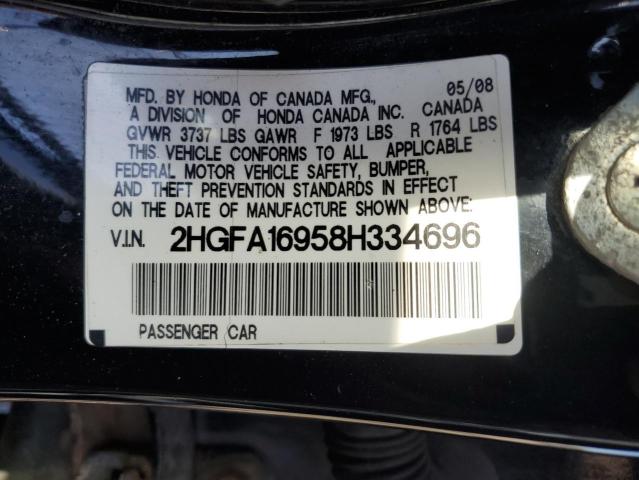 05/08
MFD. BY HONDA OF CANADA MFG.,
A DIVISION OF HONDA CANADA INC. CANADA
GVWR 3737 LBS GAWR F 1973 LBS R 1764 LBS
THIS VEHICLE CONFORMS TO ALL APPLICABLE
FEDERAL MOTOR VEHICLE SAFETY, BUMPER,
AND THEFT PREVENTION STANDARDS IN EFFECT
ON THE DATE OF MANUFACTURE SHOWN ABOVE:
V.I.N. 2HGFA16958H334696
PASSENGER CAR